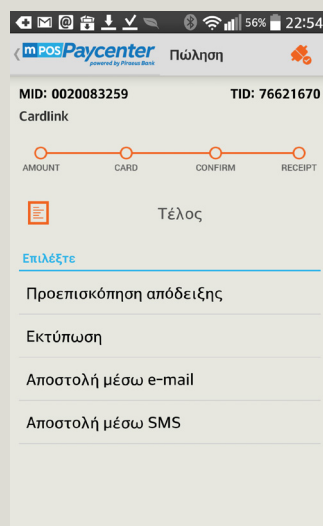 56% 22:54
mPOS Paycenter Πώληση
powered by Piraeus Bank
MID: 0020083259 TID: 76621670
Cardlink
AMOUNT CARD CONFIRM RECEIPT
Τέλος
Επιλέξτε
Προεπισκόπηση απόδειξης
Εκτύπωση
Αποστολή μέσω e-mail
Αποστολή μέσω SMS